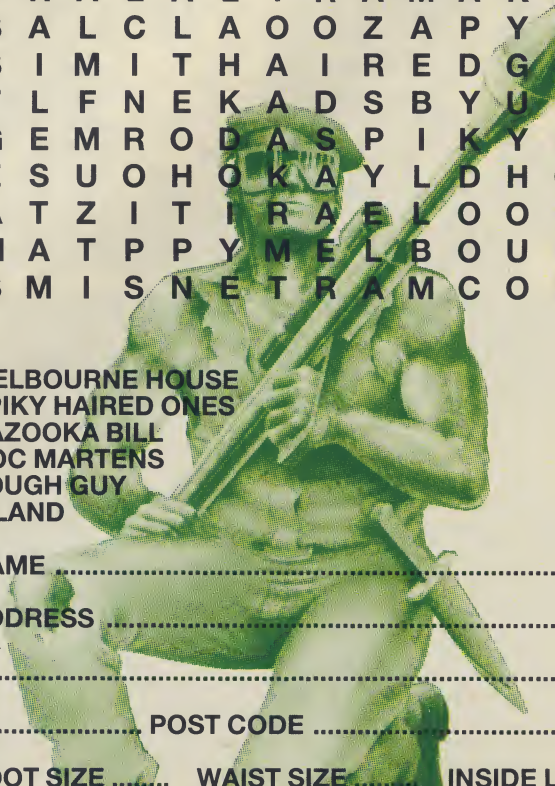 A L C L A O O Z A P Y
I M I T H A I R E D G
L F N E K A D S B Y U
E M R O D A S P I K Y
S U O H O K A Y L D H
T Z I T I R A E L O O
A T P P Y M E L B O U
M I S N E T R A M C O
ELBOURNE HOUSE
PIKY HAIRED ONES
AZOOKA BILL
OC MARTENS
OUGH GUY
LAND
AME
DDRESS
POST CODE
OOT SIZE ........ WAIST SIZE ........ INSIDE L